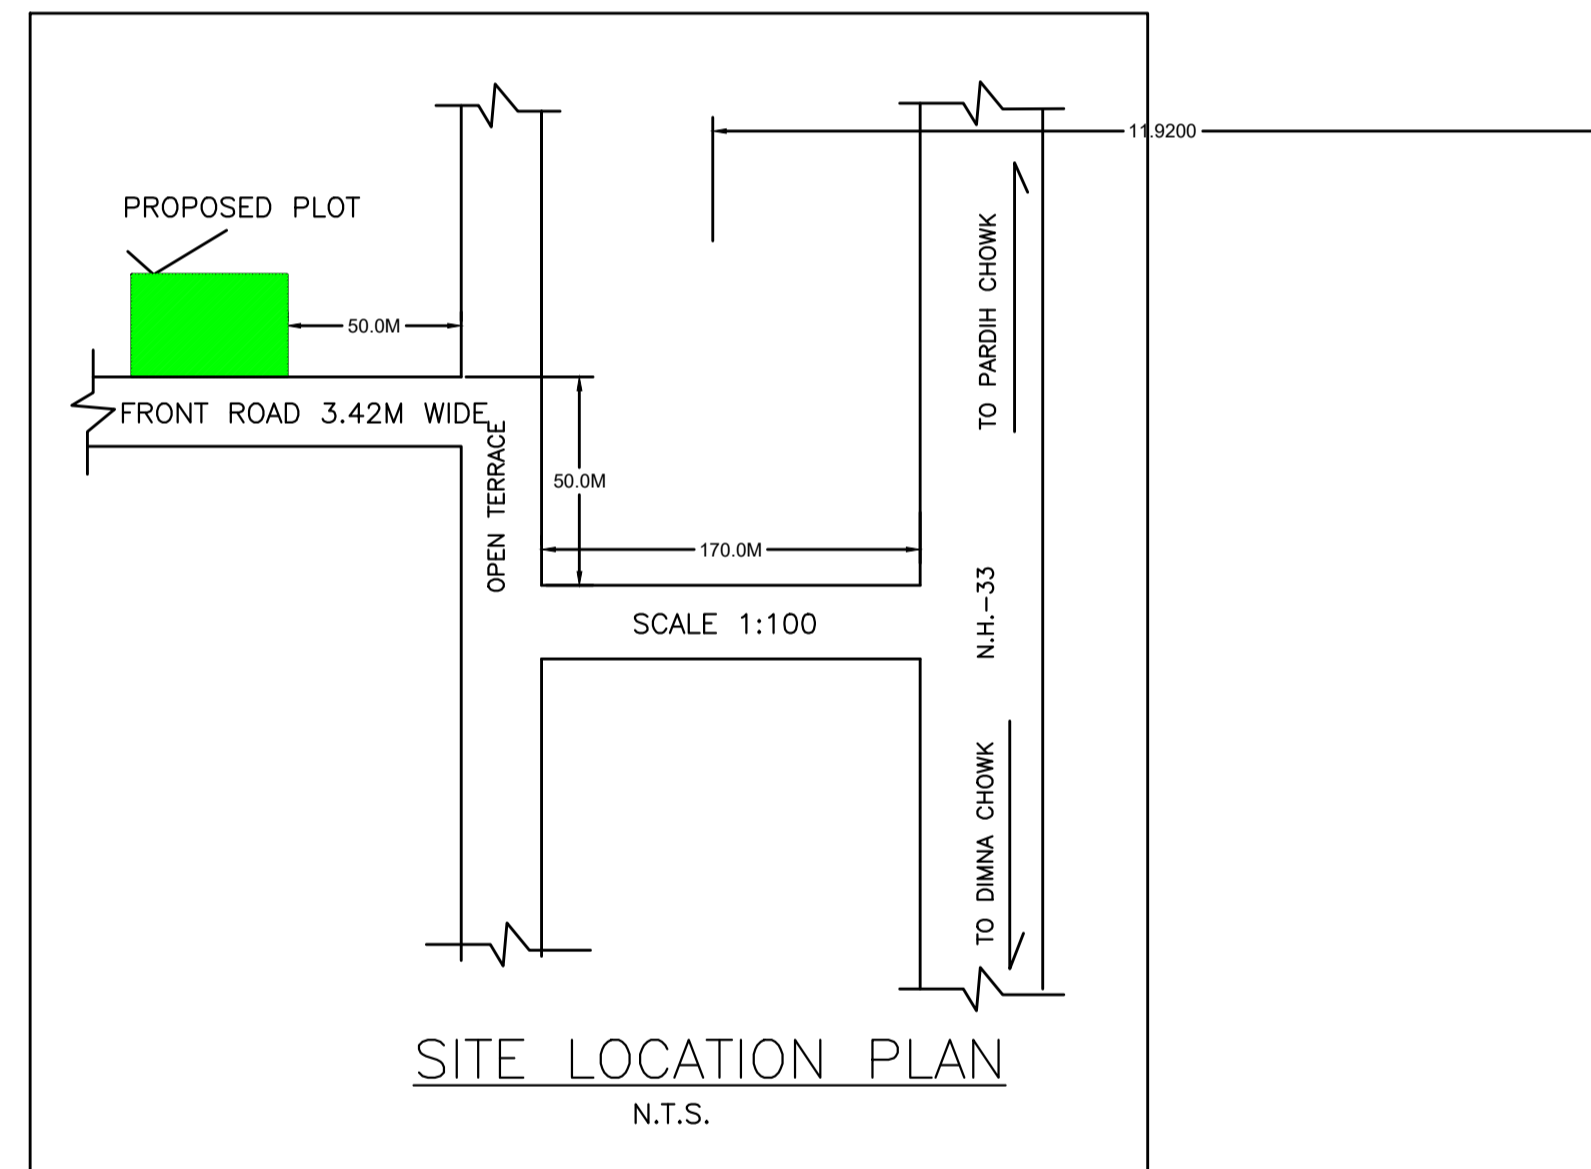 11.9200
PROPOSED PLOT
50.0M
TO PARDIH CHOWK
FRONT ROAD 3.42M WIDE
OPEN TERRACE
50.0M
170.0M
SCALE 1:100
N.H.-33
TO DIMNA CHOWK
SITE LOCATION PLAN
N.T.S.